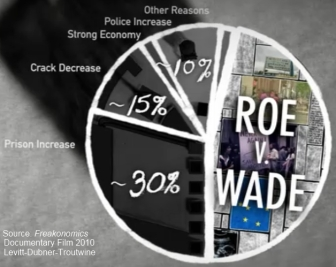 Other Reasons
Police Increase
Strong Economy
Crack Decrease
Prison Increase
~10%
~15%
~30%
ROE
V.
WADE
Source Freakonomics
Documentary Film 2010
Levitt-Dubner-Troutwine